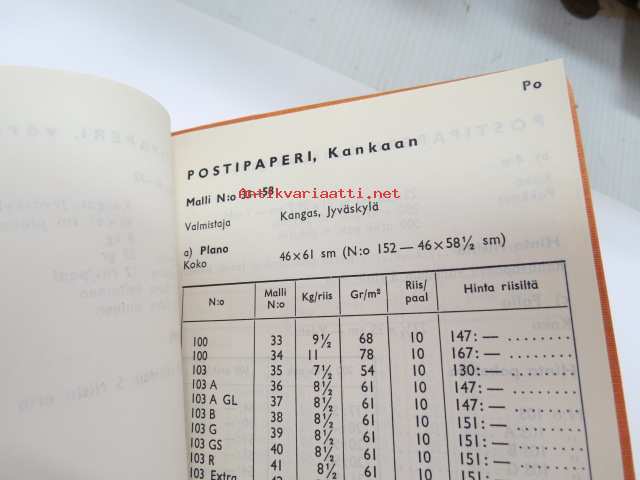 Po
POSTIPAPERI, Kankaan
Malli N:o 33—58
Antikvariaatti.net
Valmistaja Kangas, Jyväskylä
a) Plano
Koko 46×61 sm (N:o 152 — 46×58½ sm)
N:o Malli N:o Kg/riis Gr/m² Riis/paal Hinta riisiltä
100 33 9½ 68 10 147: — ........
100 34 11 78 10 167: — ........
103 35 7½ 54 10 130: — ........
103 A 36 8½ 61 10 147: — ........
103 A GL 37 8½ 61 10 147: — ........
103 B 38 8½ 61 10 151: — ........
103 G 39 8½ 61 10 151: — ........
103 GS 40 8½ 61 10 151: — ........
103 R 41 8½ 61 10 151: —
103 Extra 8½ 61 10 151: —